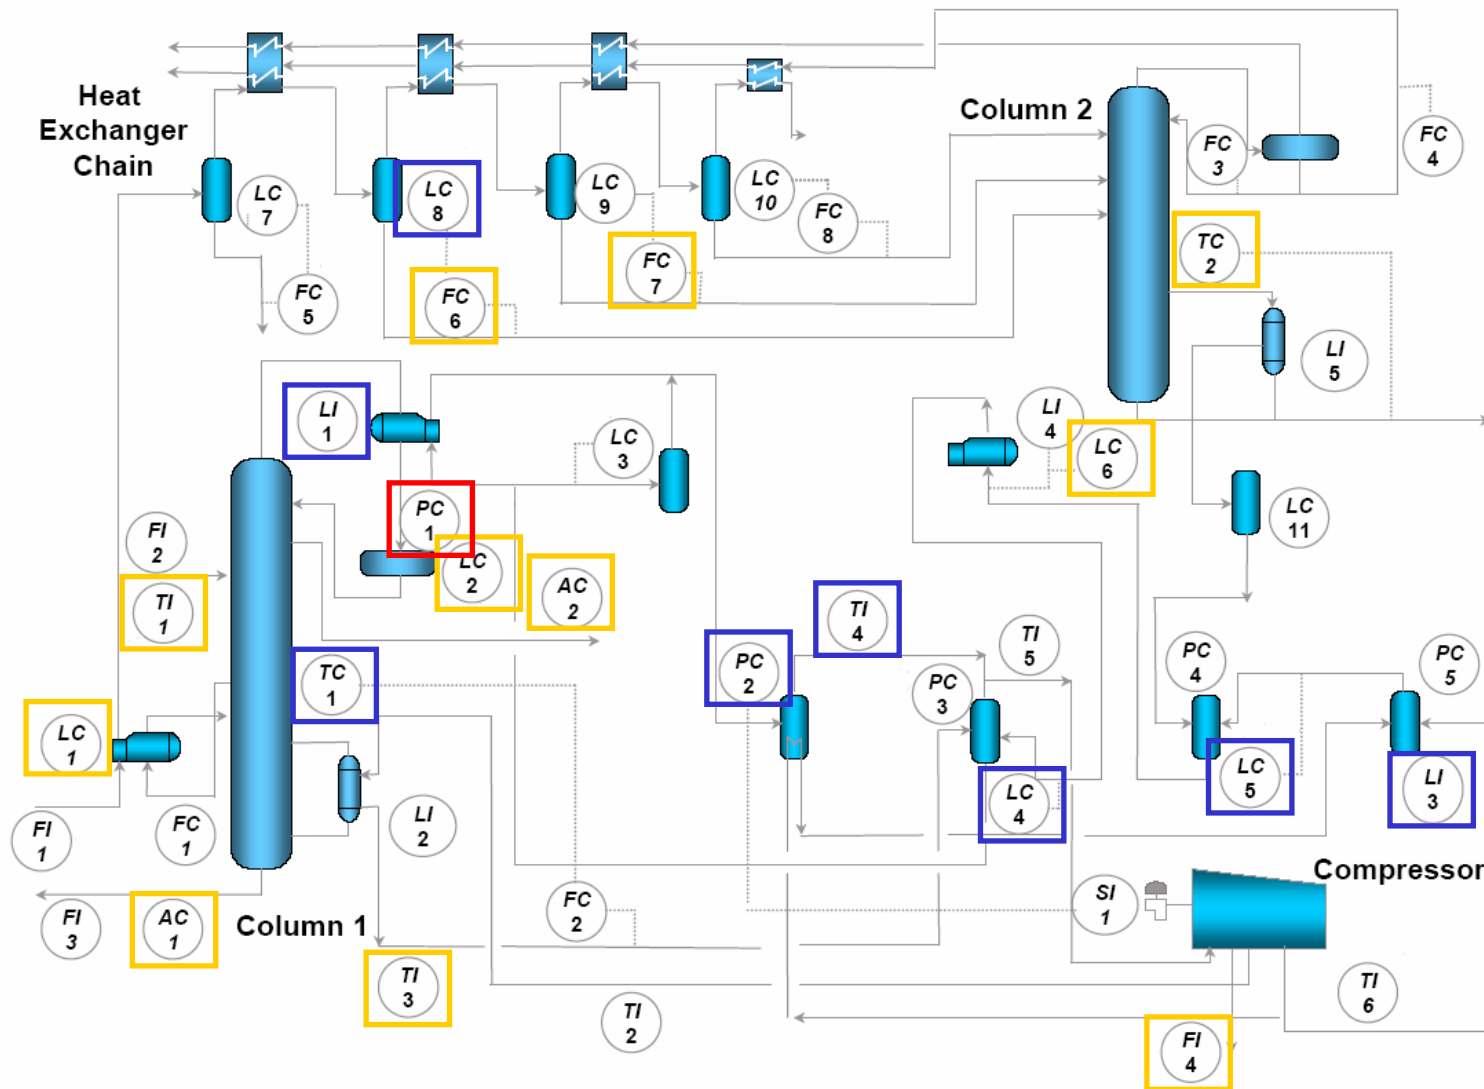 Heat
Exchanger
Chain
Column 2
FC
3
FC
4
LC
7
LC
8
LC
9
LC
10
FC
8
TC
2
FC
7
FC
5
FC
6
LI
5
LI
1
LI
4
LC
3
LC
6
PC
1
LC
11
FI
2
LC
2
AC
2
TI
1
TI
4
TI
5
TC
1
PC
2
PC
3
PC
4
PC
5
LC
1
LC
4
LC
5
LI
3
FI
1
FC
1
LI
2
Compressor
FI
3
AC
1
Column 1
FC
2
SI
1
TI
3
TI
2
TI
6
FI
4